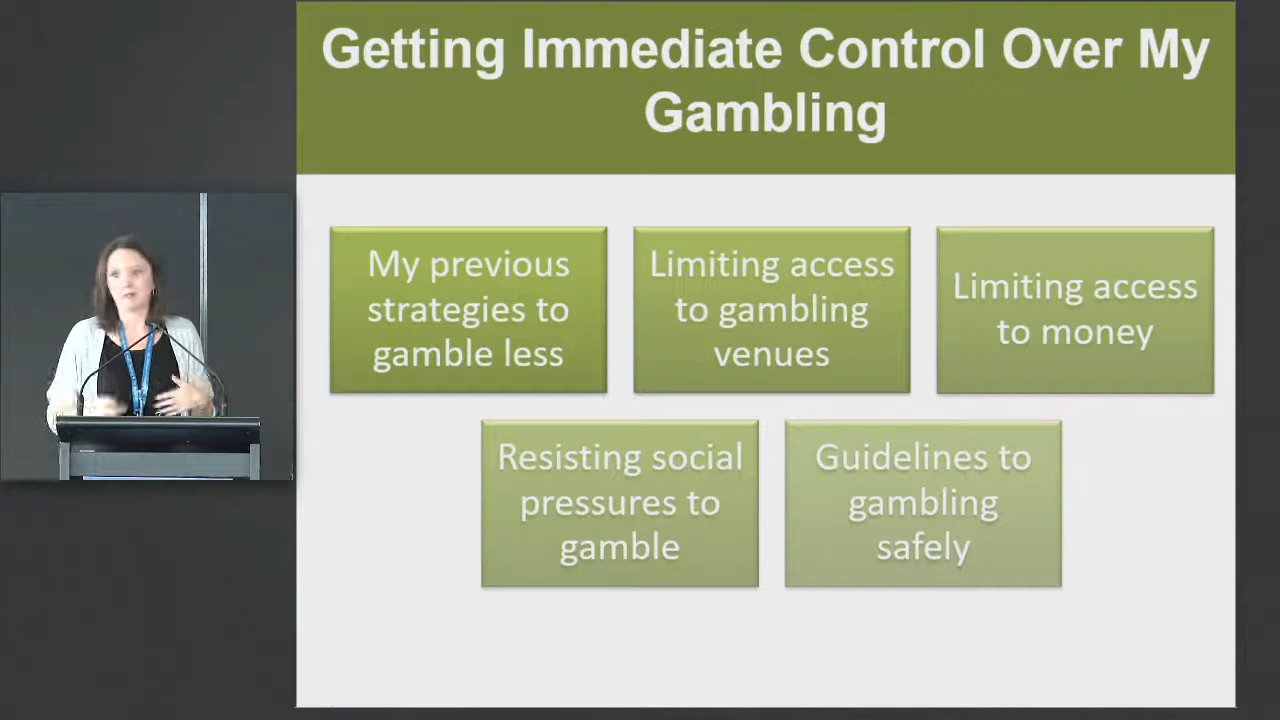 Getting Immediate Control Over My
Gambling
My previous
strategies to
gamble less
Limiting access
to gambling
venues
Limiting access
to money
Resisting social
pressures to
gamble
Guidelines to
gambling
safely